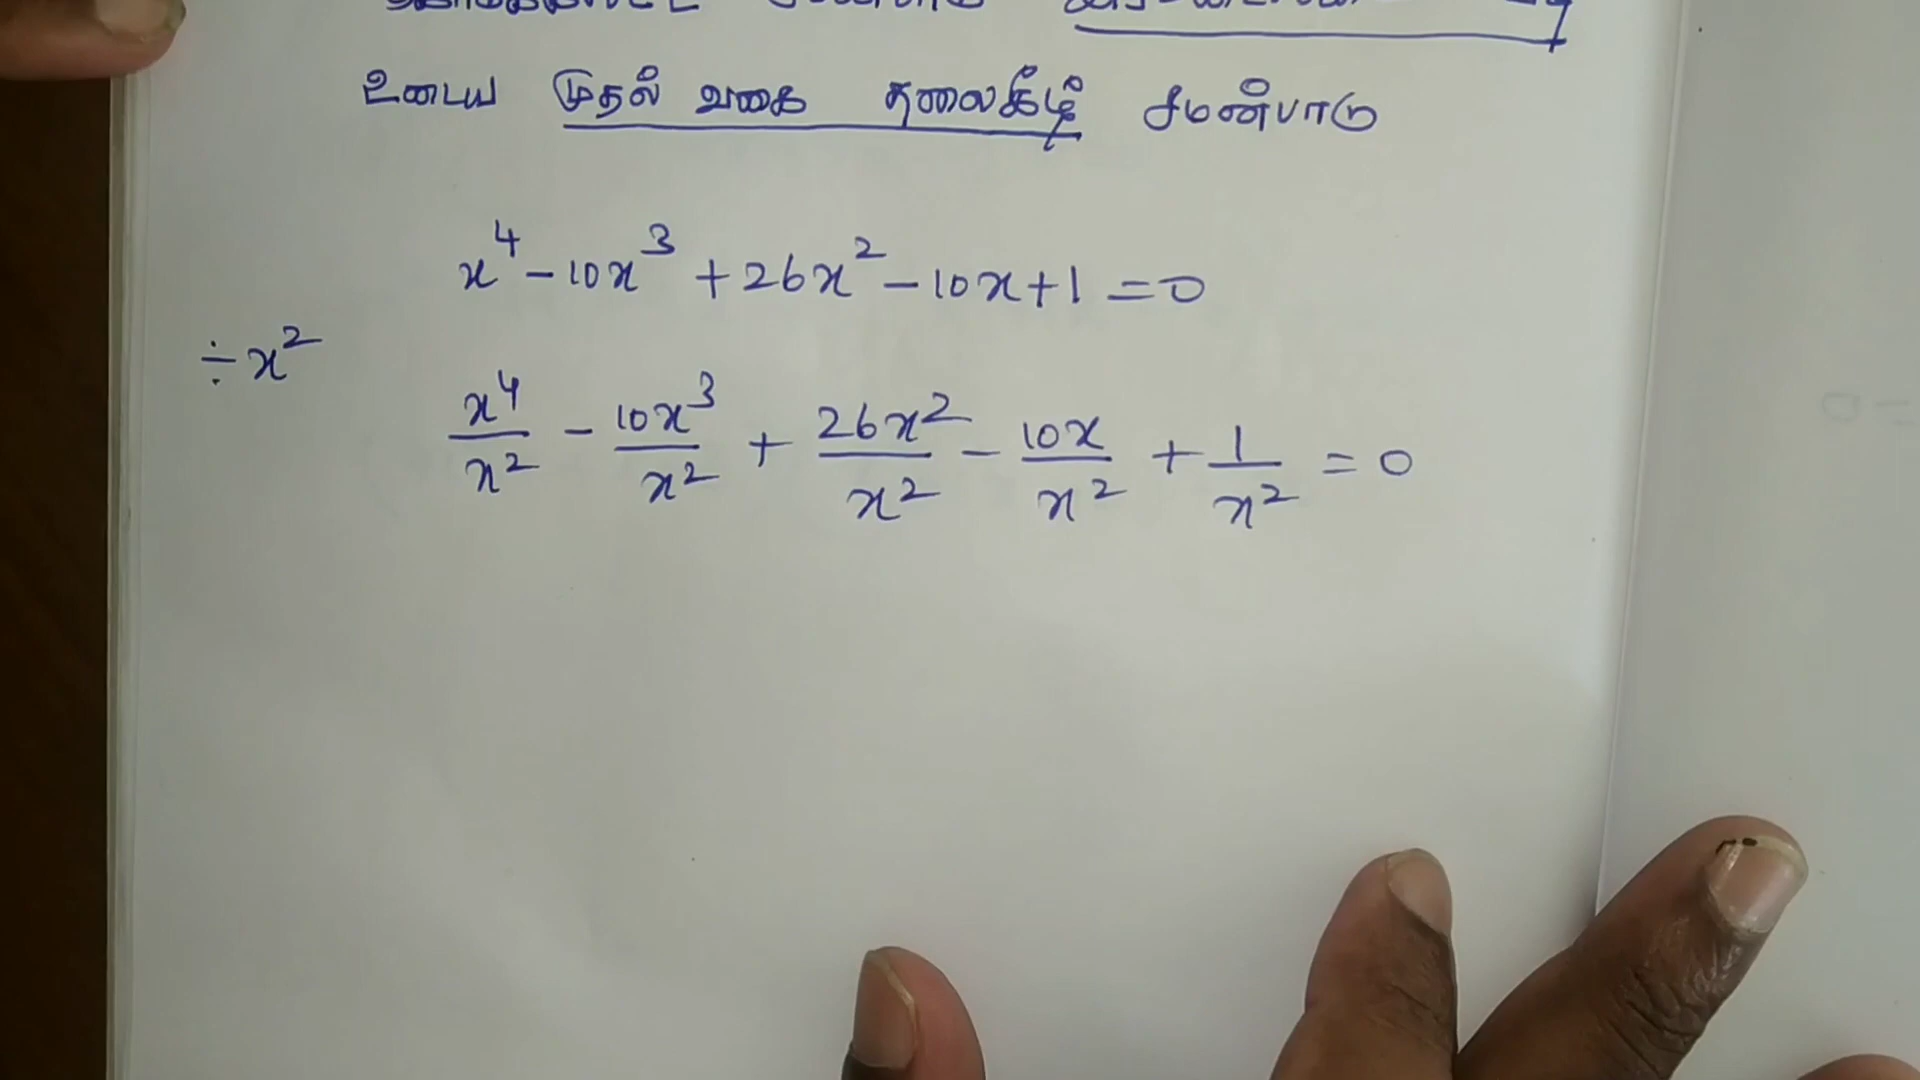 உடைய முதல் வகை தலைகீழ் சமன்பாடு
x⁴ - 10x³ + 26x² - 10x + 1 = 0
÷ x²
x⁴/x² - 10x³/x² + 26x²/x² - 10x/x² + 1/x² = 0